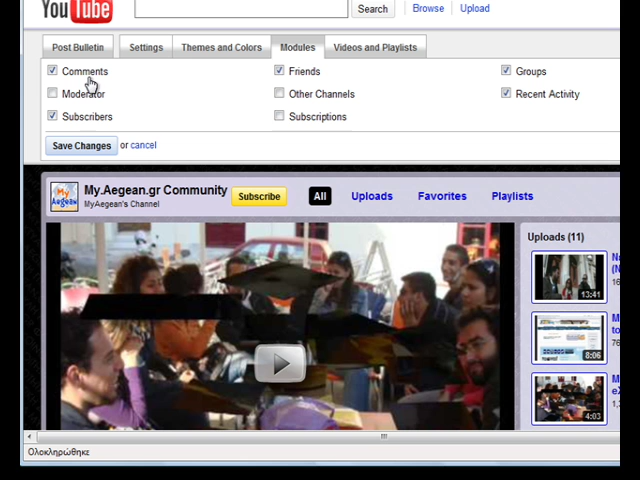 YouTube Search Browse Upload
Post Bulletin Settings Themes and Colors Modules Videos and Playlists
Comments Friends Groups
Moderator Other Channels Recent Activity
Subscribers Subscriptions
Save Changes or cancel
My Aegean
My.Aegean.gr Community
MyAegean's Channel
Subscribe All Uploads Favorites Playlists
Uploads (11)
13:41
8:06
4:03
Ολοκληρώθηκε